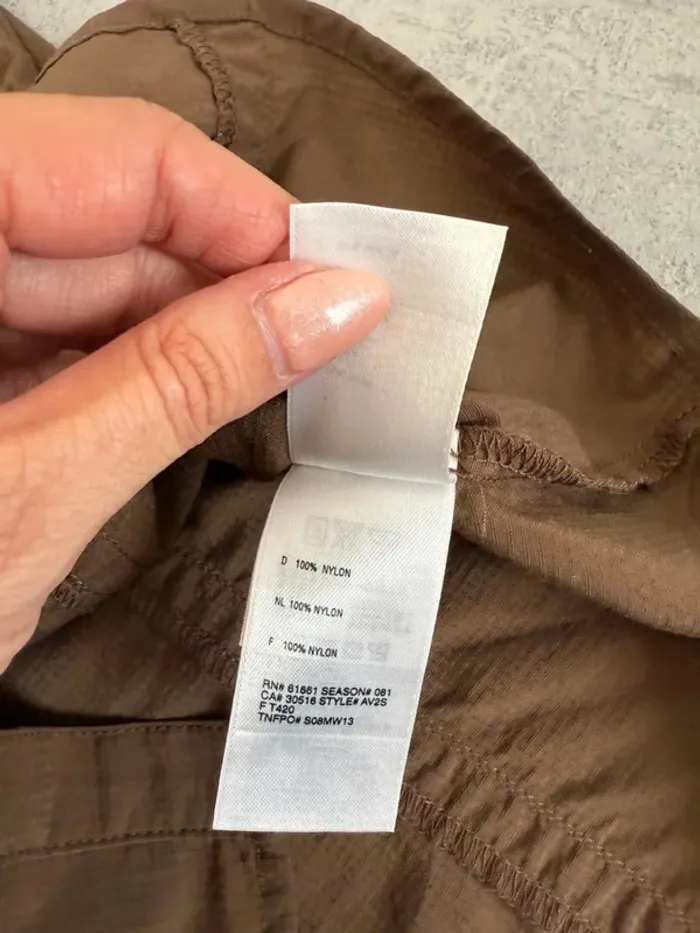 D 100% NYLON
NL 100% NYLON
F 100% NYLON
RN# 61661 SEASON# 081
CA# 30516 STYLE# AV2S
F T420
TNFPO# S08MW13